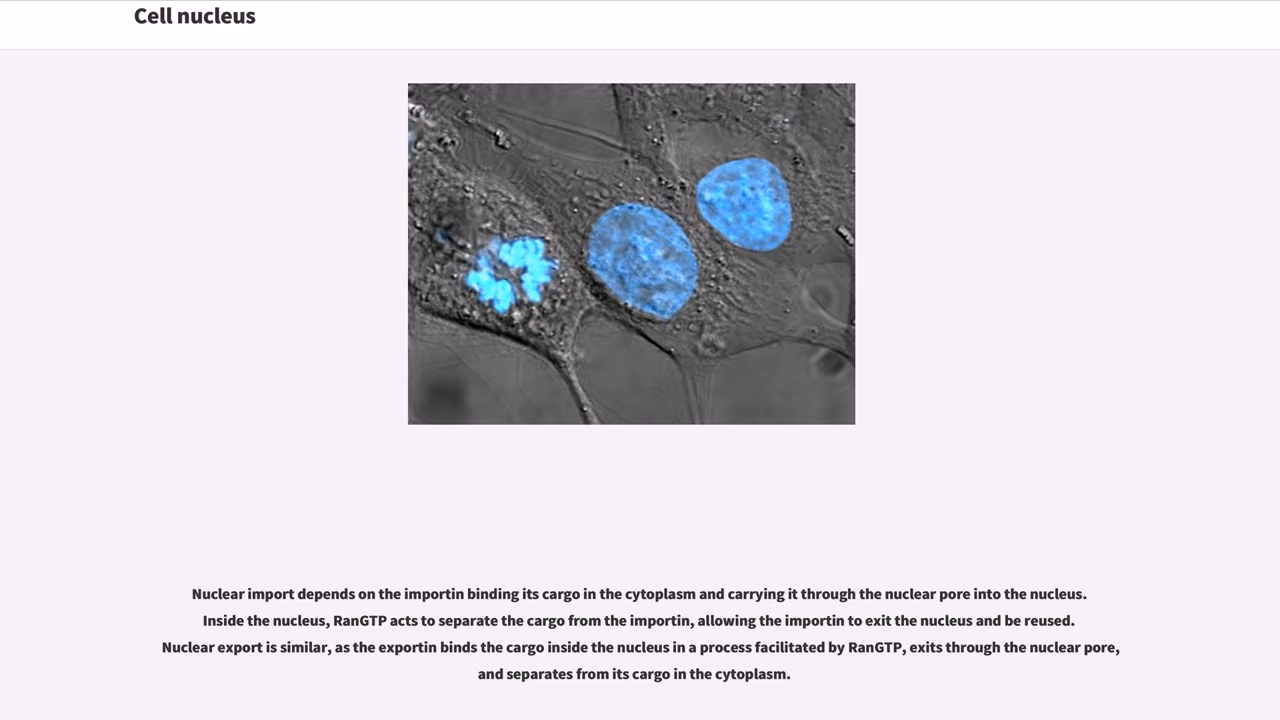 Cell nucleus
Nuclear import depends on the importin binding its cargo in the cytoplasm and carrying it through the nuclear pore into the nucleus.
Inside the nucleus, RanGTP acts to separate the cargo from the importin, allowing the importin to exit the nucleus and be reused.
Nuclear export is similar, as the exportin binds the cargo inside the nucleus in a process facilitated by RanGTP, exits through the nuclear pore,
and separates from its cargo in the cytoplasm.